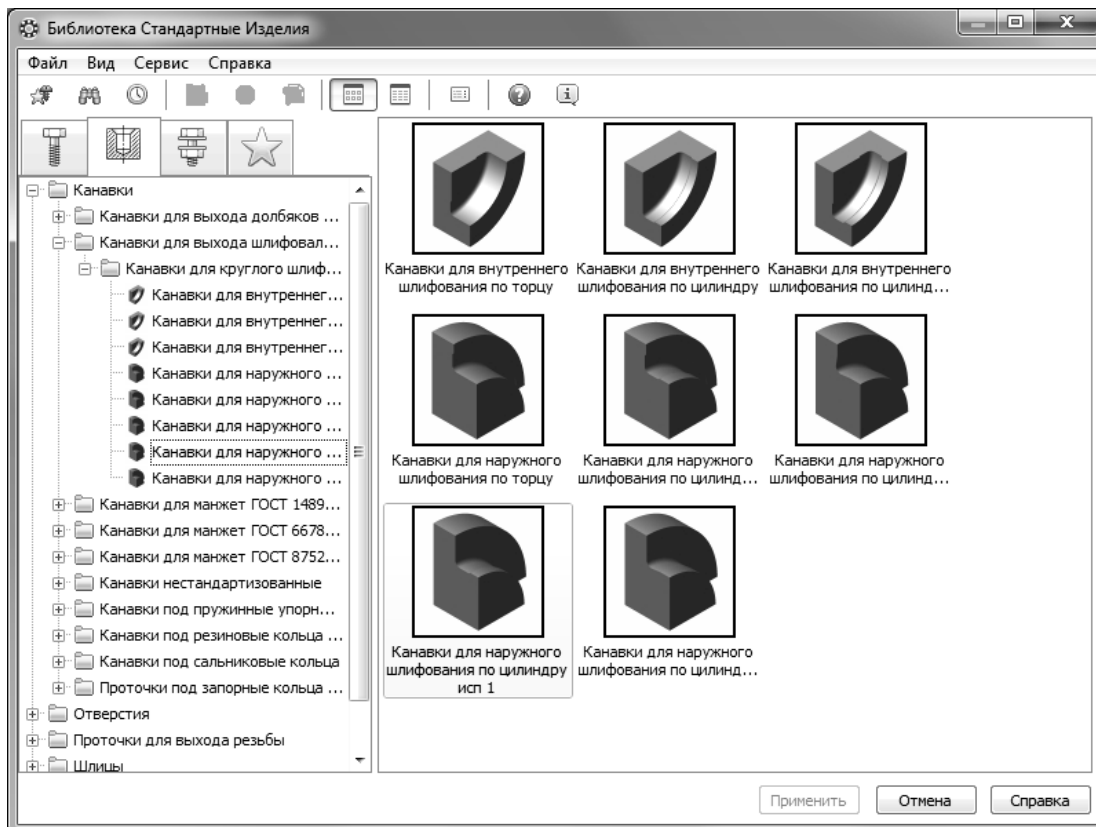 Библиотека Стандартные Изделия
Файл Вид Сервис Справка
Канавки
Канавки для выхода долбяков ...
Канавки для выхода шлифовал...
Канавки для круглого шлиф...
Канавки для внутреннег...
Канавки для внутреннег...
Канавки для внутреннег...
Канавки для наружного ...
Канавки для наружного ...
Канавки для наружного ...
Канавки для наружного ...
Канавки для наружного ...
Канавки для манжет ГОСТ 1489...
Канавки для манжет ГОСТ 6678...
Канавки для манжет ГОСТ 8752...
Канавки нестандартизованные
Канавки под пружинные упорн...
Канавки под резиновые кольца ...
Канавки под сальниковые кольца
Проточки под запорные кольца ...
Отверстия
Проточки для выхода резьбы
Шлицы
Канавки для внутреннего
шлифования по торцу
Канавки для внутреннего
шлифования по цилиндру
Канавки для внутреннего
шлифования по цилинд...
Канавки для наружного
шлифования по торцу
Канавки для наружного
шлифования по цилинд...
Канавки для наружного
шлифования по цилинд...
Канавки для наружного
шлифования по цилиндру
исп 1
Канавки для наружного
шлифования по цилинд...
Применить Отмена Справка